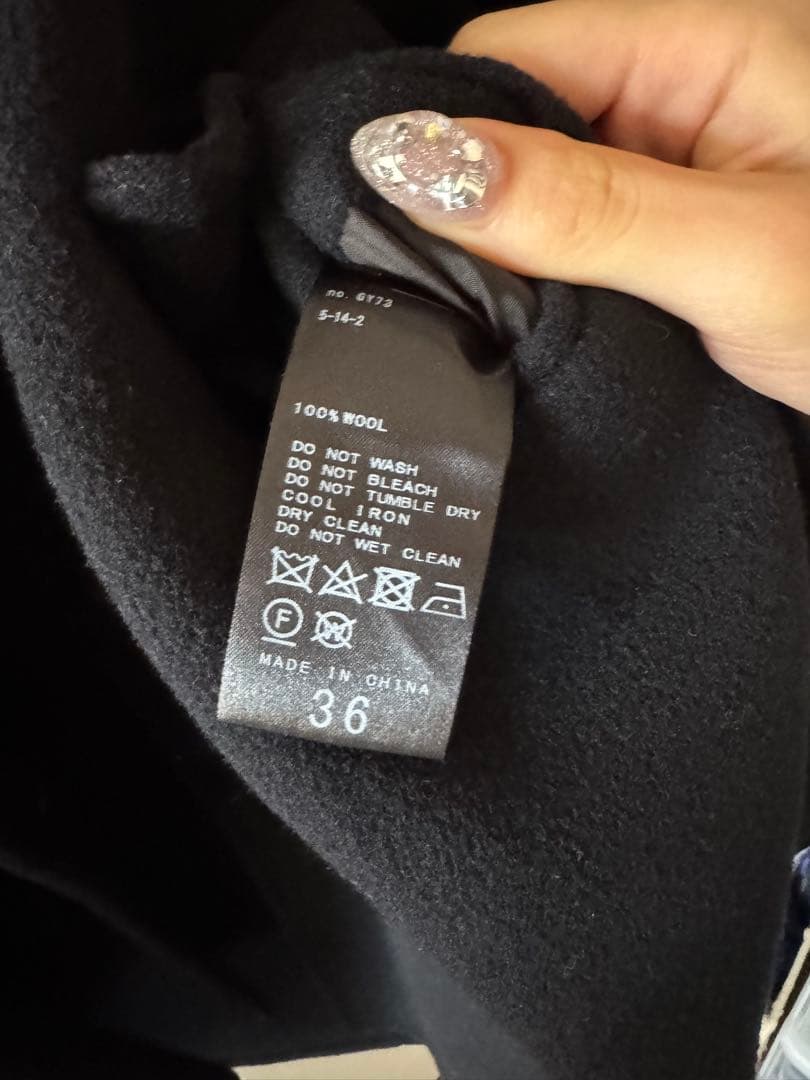 no. GY73
5-14-2
100% WOOL
DO NOT WASH
DO NOT BLEACH
DO NOT TUMBLE DRY
COOL IRON
DRY CLEAN
DO NOT WET CLEAN
F W
MADE IN CHINA
36